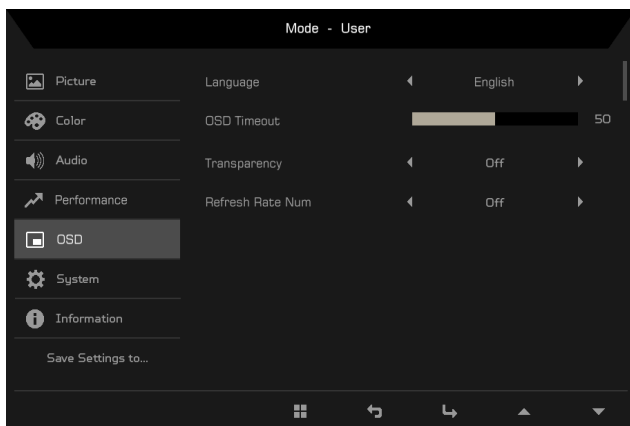 Mode - User
Picture
Language English
Color
OSD Timeout 50
Audio
Transparency Off
Performance
Refresh Rate Num Off
OSD
System
Information
Save Settings to...